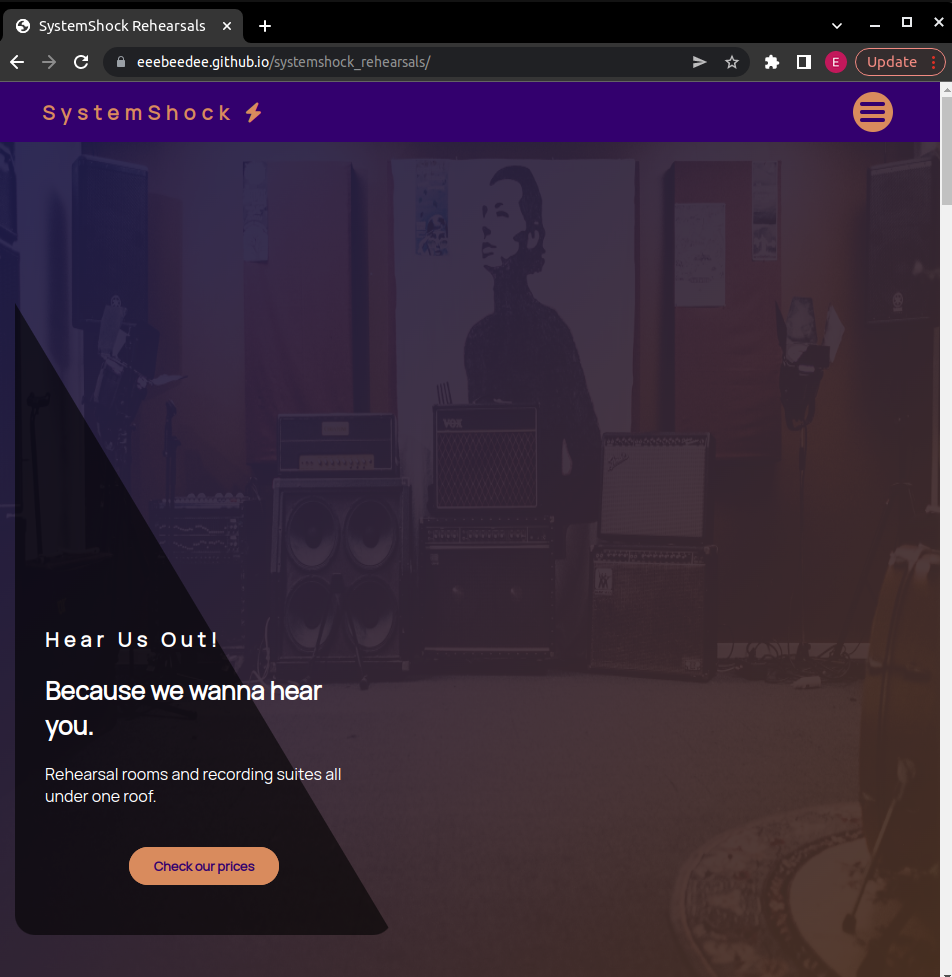 SystemShock Rehearsals
eeebeedee.github.io/systemshock_rehearsals/
E
Update
SystemShock
VOX
Hear Us Out!
Because we wanna hear
you.
Rehearsal rooms and recording suites all
under one roof.
Check our prices